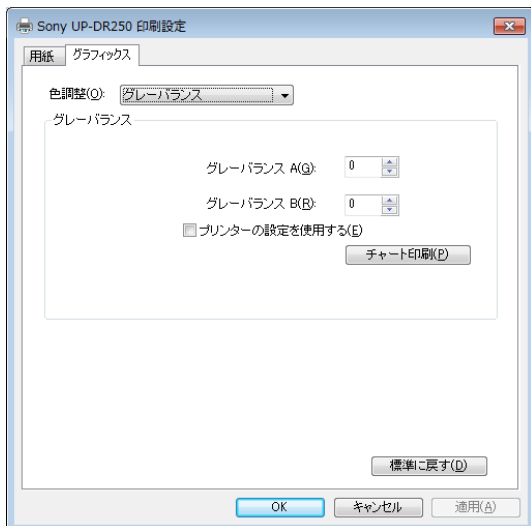 Sony UP-DR250 印刷設定
用紙 グラフィックス
色調整(O): グレーバランス
グレーバランス
グレーバランス A(G): 0
グレーバランス B(R): 0
プリンターの設定を使用する(E)
チャート印刷(P)
標準に戻す(D)
OK キャンセル 適用(A)